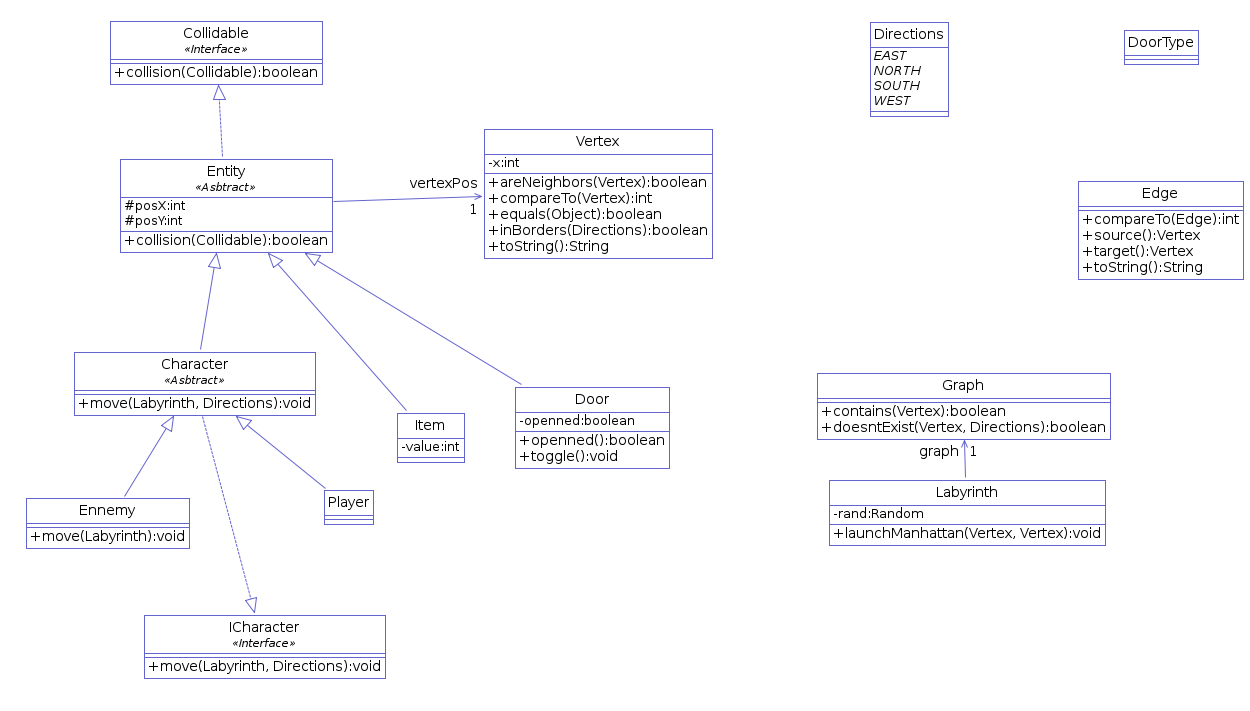 Collidable
«Interface»
+collision(Collidable):boolean
Directions
EAST
NORTH
SOUTH
WEST
DoorType
Entity
«Asbtract»
#posX:int
#posY:int
+collision(Collidable):boolean
vertexPos
1
Vertex
-x:int
+areNeighbors(Vertex):boolean
+compareTo(Vertex):int
+equals(Object):boolean
+inBorders(Directions):boolean
+toString():String
Edge
+compareTo(Edge):int
+source():Vertex
+target():Vertex
+toString():String
Character
«Asbtract»
+move(Labyrinth, Directions):void
Item
-value:int
Door
-openned:boolean
+openned():boolean
+toggle():void
Graph
+contains(Vertex):boolean
+doesntExist(Vertex, Directions):boolean
graph
1
Labyrinth
-rand:Random
+launchManhattan(Vertex, Vertex):void
Ennemy
+move(Labyrinth):void
Player
ICharacter
«Interface»
+move(Labyrinth, Directions):void